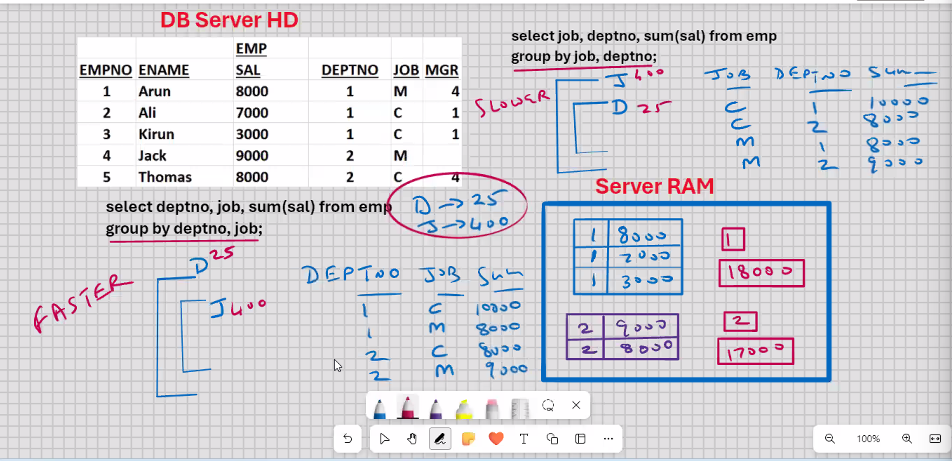 DB Server HD
EMP
EMPNO ENAME SAL DEPTNO JOB MGR
1 Arun 8000 1 M 4
2 Ali 7000 1 C 1
3 Kirun 3000 1 C 1
4 Jack 9000 2 M
5 Thomas 8000 2 C 4
select job, deptno, sum(sal) from emp
group by job, deptno;
SLOWER
J 400
D 25
JOB DEPTNO Sum
C 1 10000
C 2 8000
M 1 8000
M 2 9000
select deptno, job, sum(sal) from emp
group by deptno, job;
D → 25
J → 400
FASTER
D 25
J 400
DEPTNO JOB Sum
1 C 10000
1 M 8000
2 C 8000
2 M 9000
Server RAM
1 8000
1 7000
1 3000
1
18000
2 9000
2 8000
2
17000
T
100%